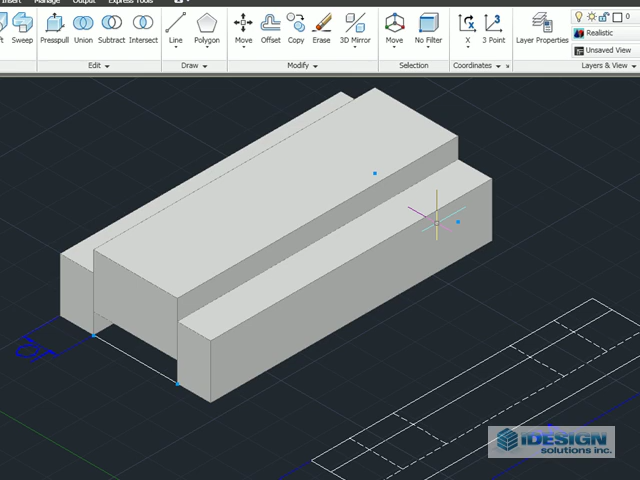 Insert Manage Output Express Tools
Sweep Presspull Union Subtract Intersect Line Polygon Move Offset Copy Erase 3D Mirror Move No Filter X 3 Point Layer Properties
0
Realistic
Unsaved View
Edit Draw Modify Selection Coordinates Layers & View
iDESIGN
solutions inc.